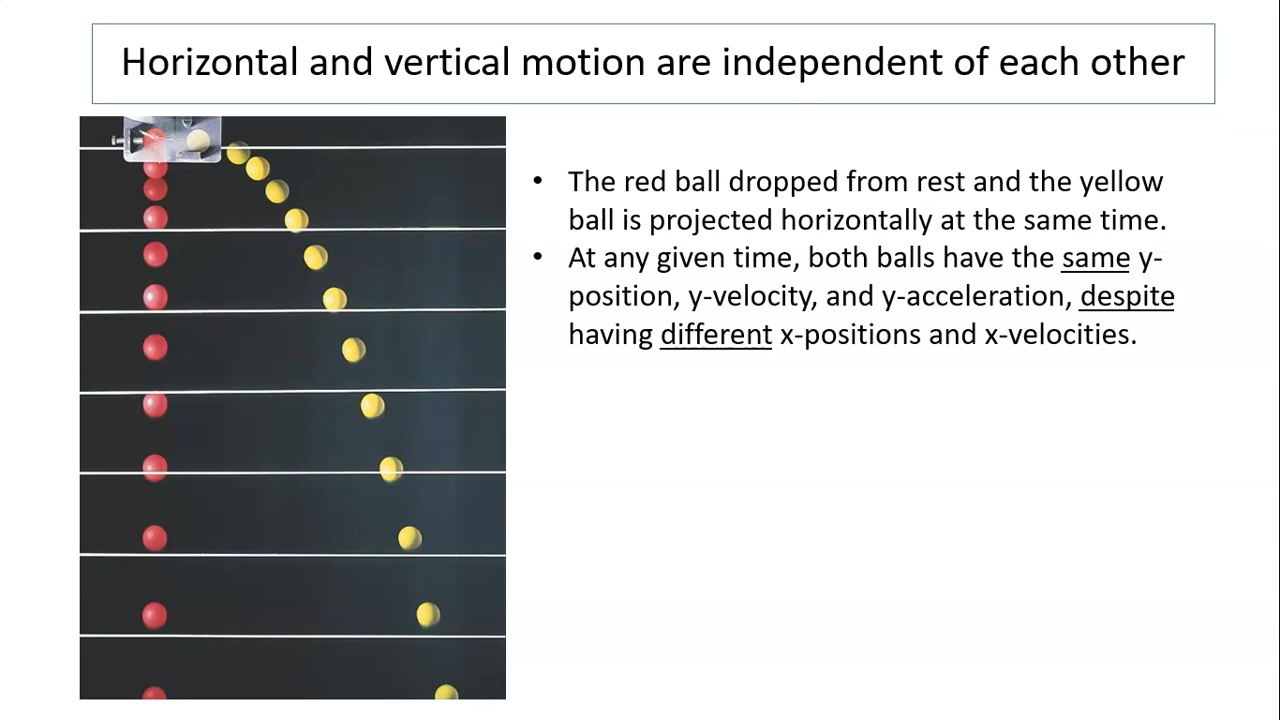 Horizontal and vertical motion are independent of each other
• The red ball dropped from rest and the yellow
ball is projected horizontally at the same time.
• At any given time, both balls have the same y-
position, y-velocity, and y-acceleration, despite
having different x-positions and x-velocities.